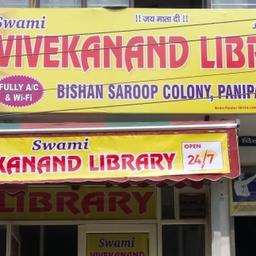 Swami
!! जय माता दी !!
VIVEKANAND LIBR
FULLY A/C
& Wi-Fi
BISHAN SAROOP COLONY, PANIPA
Swami
KANAND LIBRARY
OPEN
24/7
LIBRARY
Swami
VIVEKANAND